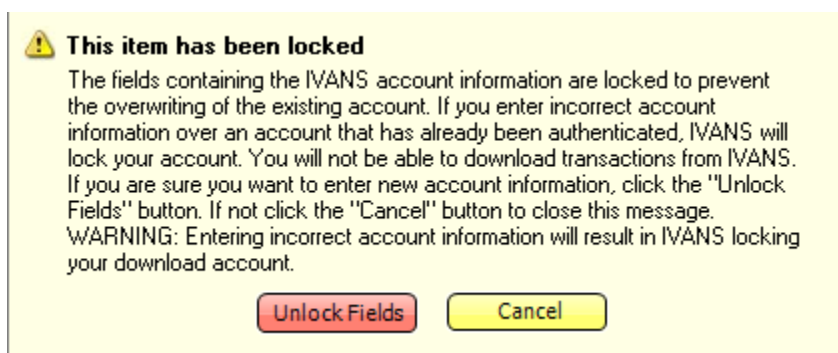 This item has been locked
The fields containing the IVANS account information are locked to prevent
the overwriting of the existing account. If you enter incorrect account
information over an account that has already been authenticated, IVANS will
lock your account. You will not be able to download transactions from IVANS.
If you are sure you want to enter new account information, click the "Unlock
Fields" button. If not click the "Cancel" button to close this message.
WARNING: Entering incorrect account information will result in IVANS locking
your download account.
Unlock Fields
Cancel